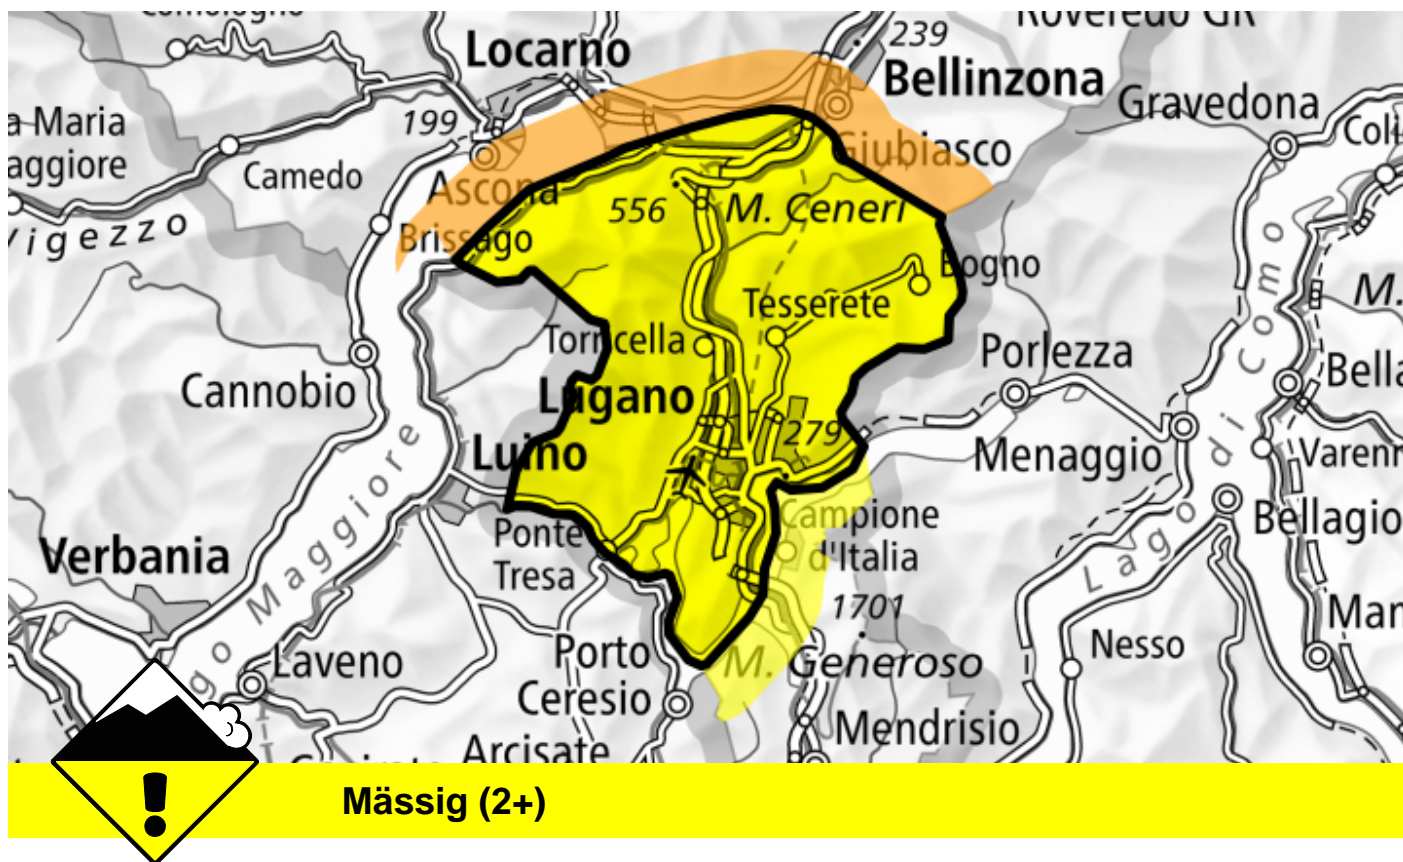 Locarno
239
Bellinzona
Gravedona
199
Giubiasco
Camedo
Ascona
556
M. Ceneri
Brissago
Vigezzo
Bogno
Tesserete
Torricella
Porlezza
Cannobio
Lugano
279
Luino
Menaggio
Lago di Como
Campione
d'Italia
Ponte
Tresa
Bellagio
Verbania
1701
Nesso
Porto
Ceresio
M. Generoso
Laveno
Mendrisio
Arcisate
Mässig (2+)